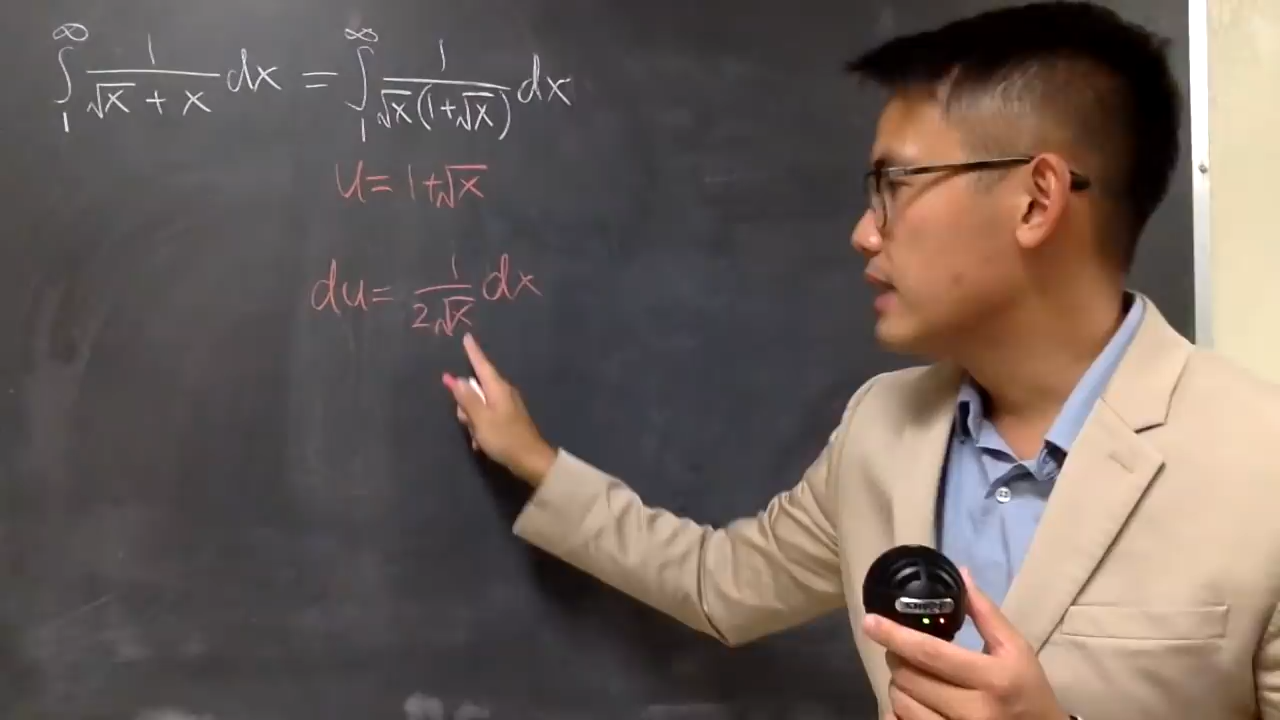 ∫₁^∞ 1/(√x + x) dx = ∫₁^∞ 1/(√x(1+√x)) dx
u = 1+√x
du = 1/(2√x) dx